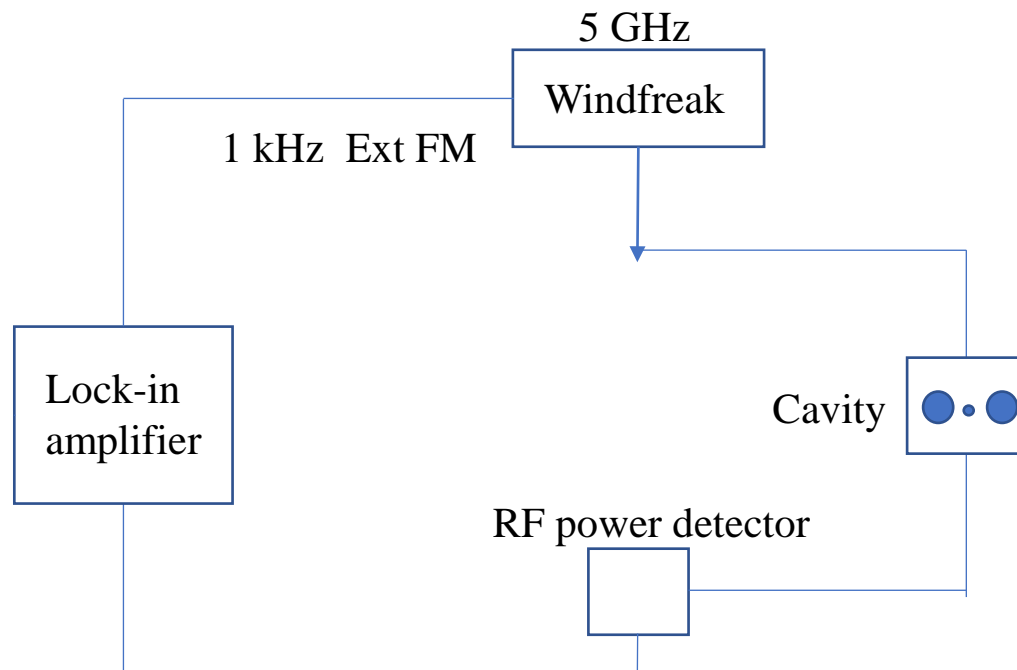 5 GHz
Windfreak
1 kHz  Ext FM
Lock-in
amplifier
Cavity
RF power detector